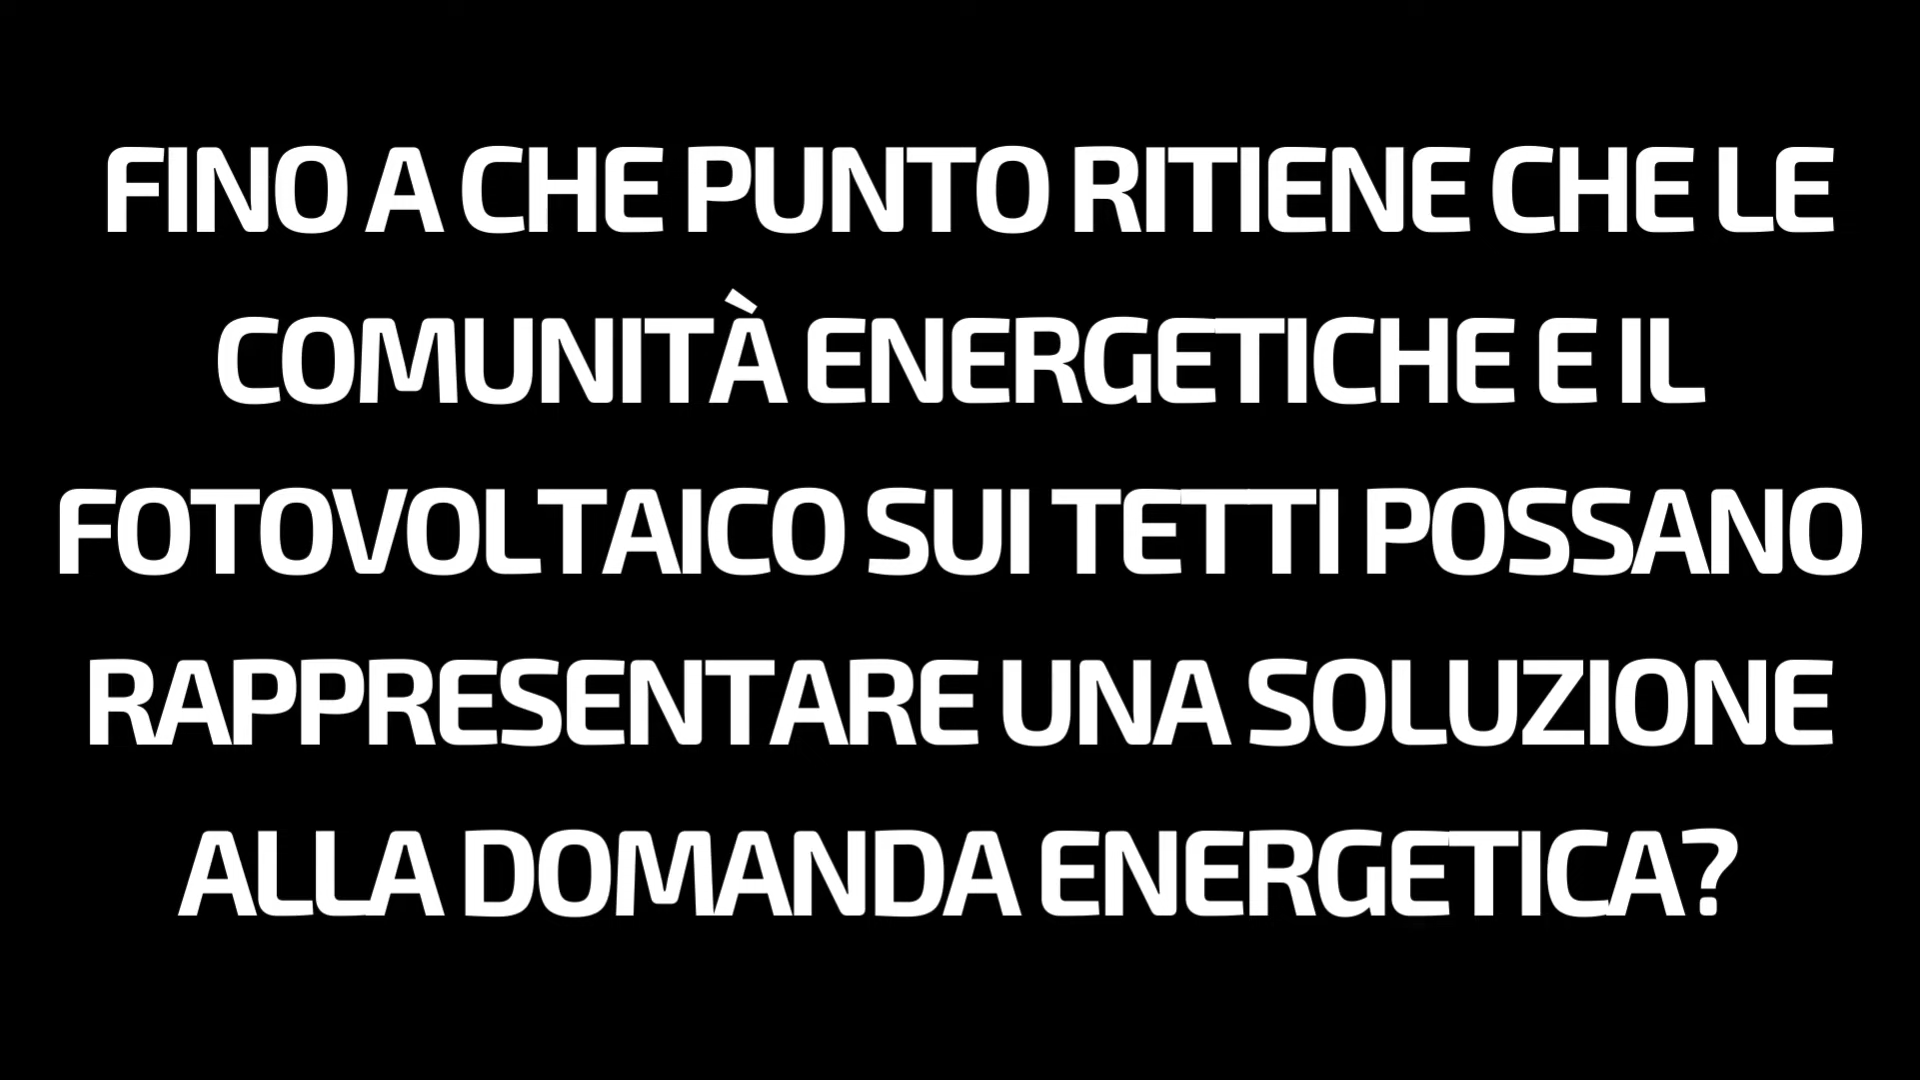 FINO A CHE PUNTO RITIENE CHE LE
COMUNITÀ ENERGETICHE E IL
FOTOVOLTAICO SUI TETTI POSSANO
RAPPRESENTARE UNA SOLUZIONE
ALLA DOMANDA ENERGETICA?